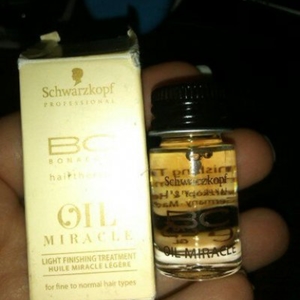 Schwarzkopf
PROFESSIONAL
BC
BONACURE
OIL
MIRACLE
LIGHT FINISHING TREATMENT
HUILE MIRACLE LÉGÈRE
for fine to normal hair types
Schwarzkopf
BC
OIL MIRACLE